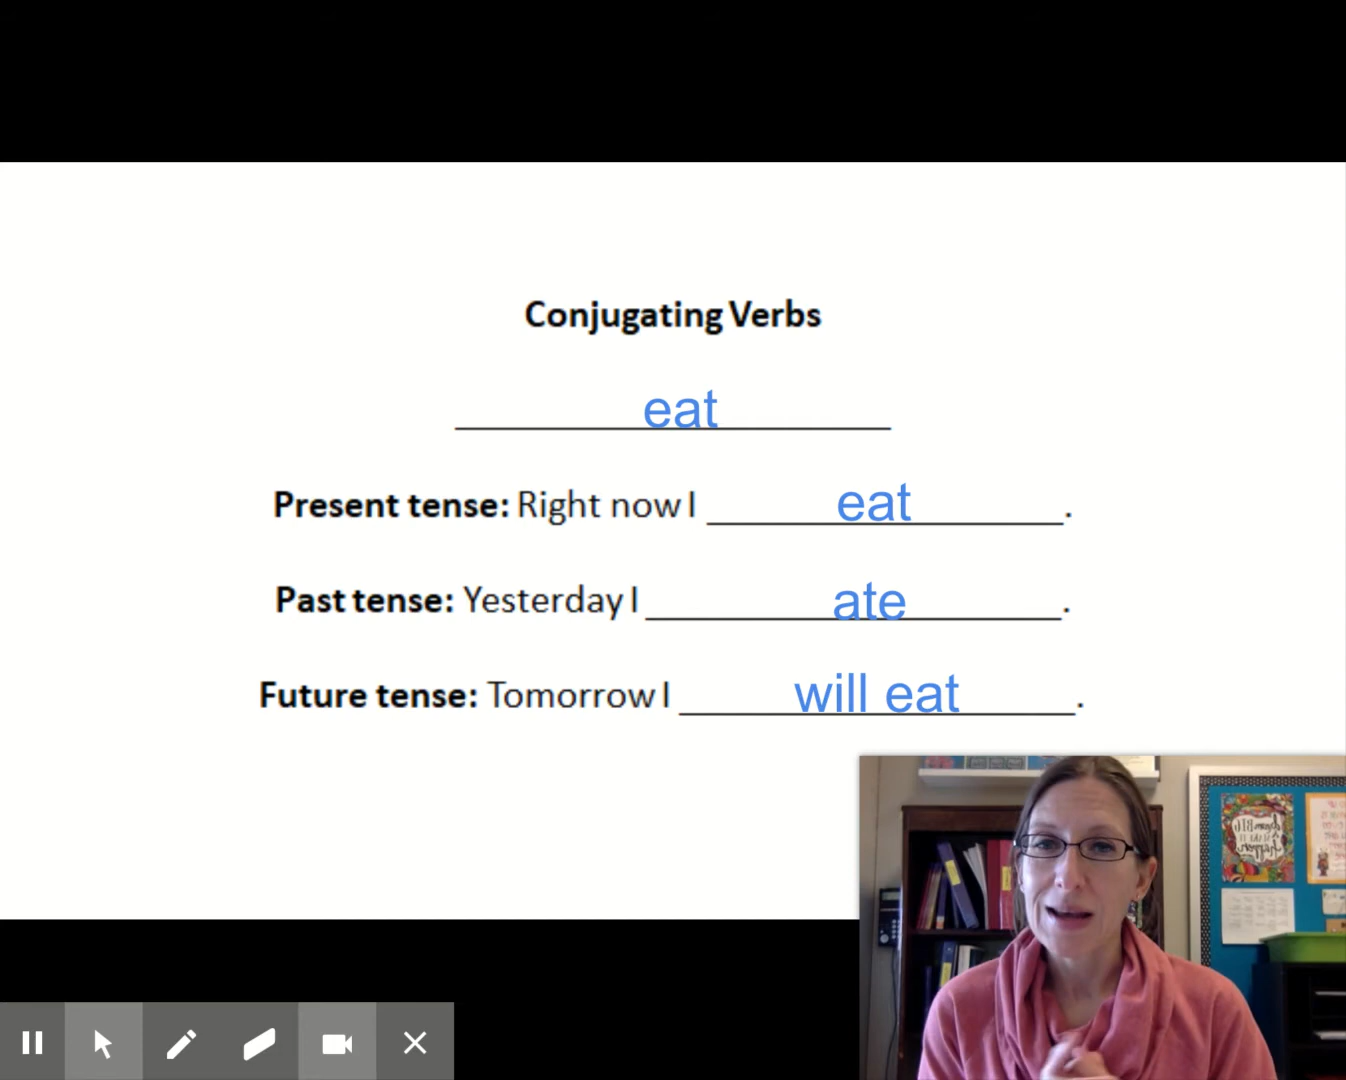 Conjugating Verbs
eat
Present tense: Right now I eat.
Past tense: Yesterday I ate.
Future tense: Tomorrow I will eat.